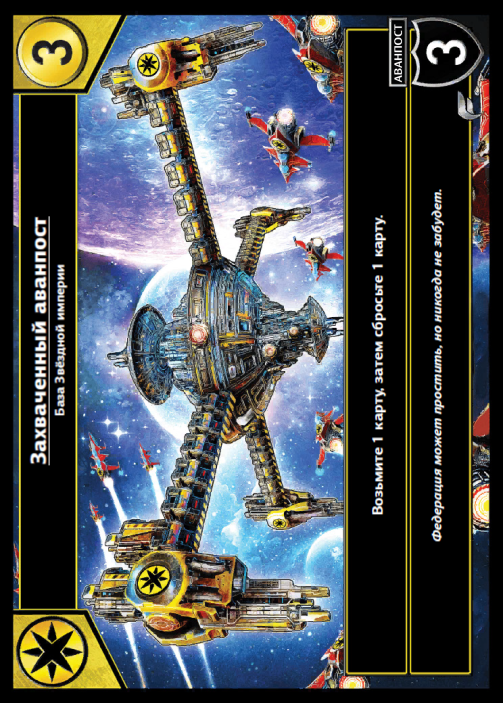 Захваченный аванпост
База Звёздной империи
3
Возьмите 1 карту, затем сбросьте 1 карту.
Федерация может простить, но никогда не забудет.
АВАНПОСТ
3